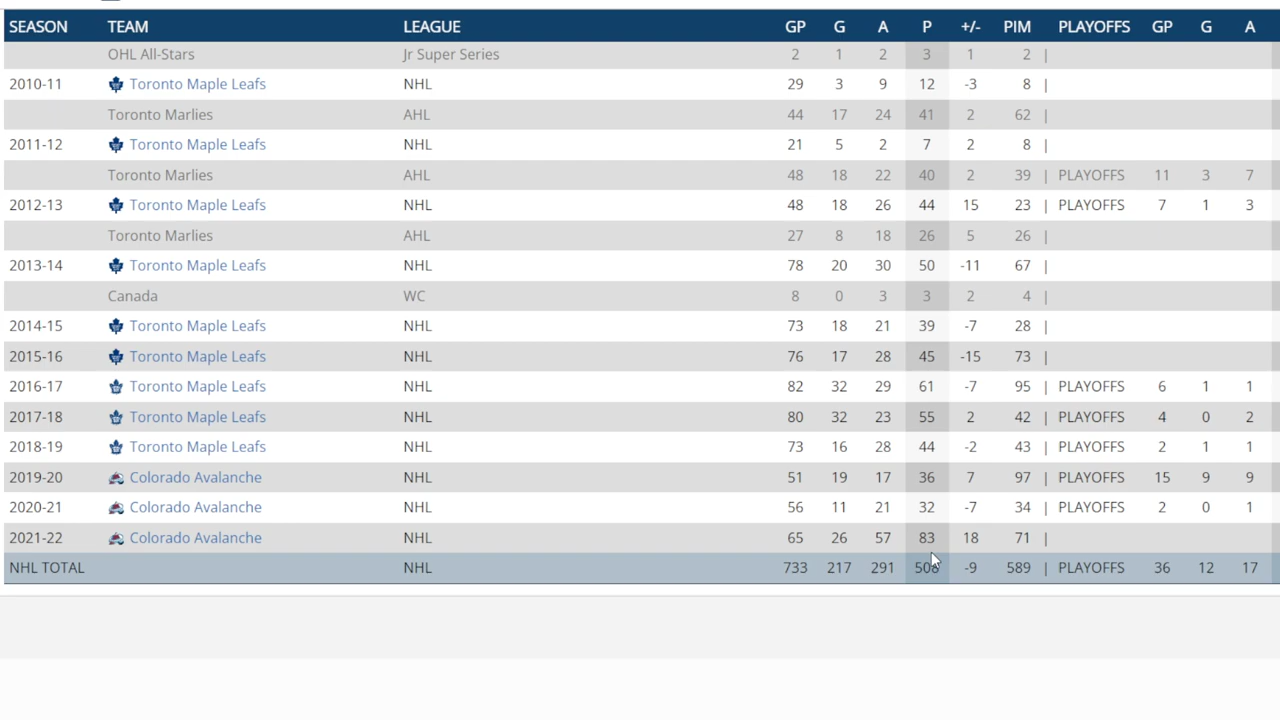 SEASON TEAM LEAGUE GP G A P +/- PIM PLAYOFFS GP G A
OHL All-Stars Jr Super Series 2 1 2 3 1 2 |
2010-11 Toronto Maple Leafs NHL 29 3 9 12 -3 8 |
Toronto Marlies AHL 44 17 24 41 2 62 |
2011-12 Toronto Maple Leafs NHL 21 5 2 7 2 8 |
Toronto Marlies AHL 48 18 22 40 2 39 | PLAYOFFS 11 3 7
2012-13 Toronto Maple Leafs NHL 48 18 26 44 15 23 | PLAYOFFS 7 1 3
Toronto Marlies AHL 27 8 18 26 5 26 |
2013-14 Toronto Maple Leafs NHL 78 20 30 50 -11 67 |
Canada WC 8 0 3 3 2 4 |
2014-15 Toronto Maple Leafs NHL 73 18 21 39 -7 28 |
2015-16 Toronto Maple Leafs NHL 76 17 28 45 -15 73 |
2016-17 Toronto Maple Leafs NHL 82 32 29 61 -7 95 | PLAYOFFS 6 1 1
2017-18 Toronto Maple Leafs NHL 80 32 23 55 2 42 | PLAYOFFS 4 0 2
2018-19 Toronto Maple Leafs NHL 73 16 28 44 -2 43 | PLAYOFFS 2 1 1
2019-20 Colorado Avalanche NHL 51 19 17 36 7 97 | PLAYOFFS 15 9 9
2020-21 Colorado Avalanche NHL 56 11 21 32 -7 34 | PLAYOFFS 2 0 1
2021-22 Colorado Avalanche NHL 65 26 57 83 18 71 |
NHL TOTAL NHL 733 217 291 508 -9 589 | PLAYOFFS 36 12 17